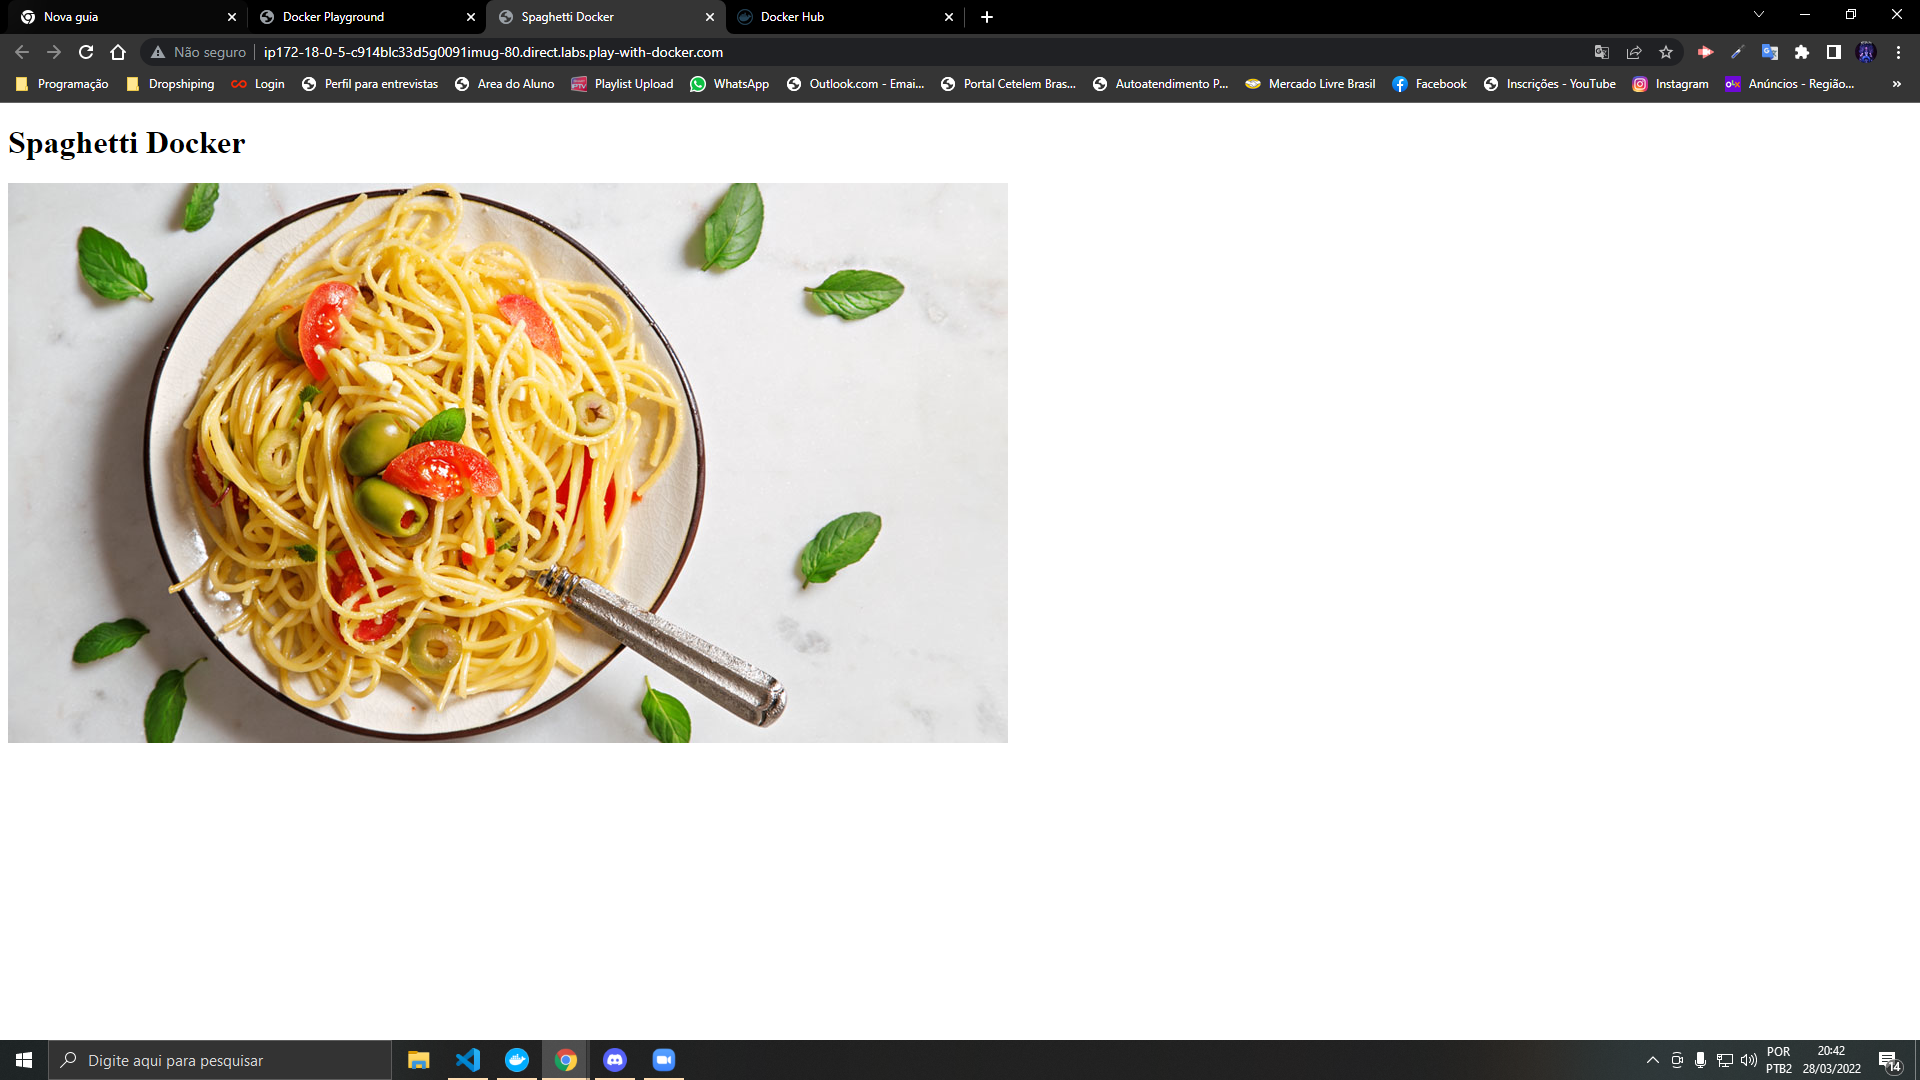 Nova guia
Docker Playground
Spaghetti Docker
Docker Hub
Não seguro
ip172-18-0-5-c914blc33d5g0091imug-80.direct.labs.play-with-docker.com
Programação
Dropshiping
Login
Perfil para entrevistas
Area do Aluno
Playlist Upload
WhatsApp
Outlook.com - Emai...
Portal Cetelem Bras...
Autoatendimento P...
Mercado Livre Brasil
Facebook
Inscrições - YouTube
Instagram
Anúncios - Região...
Spaghetti Docker
Digite aqui para pesquisar
POR
PTB2
20:42
28/03/2022
14